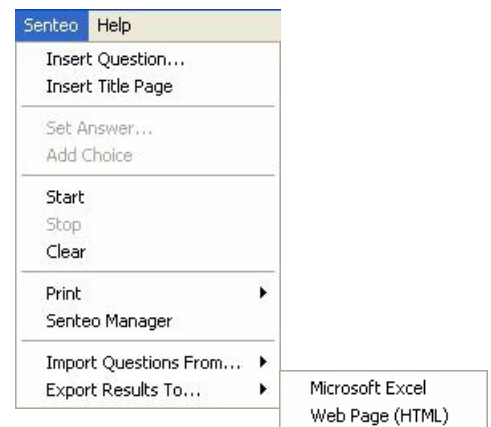 Senteo Help
Insert Question...
Insert Title Page
Set Answer...
Add Choice
Start
Stop
Clear
Print
Senteo Manager
Import Questions From...
Export Results To...
Microsoft Excel
Web Page (HTML)